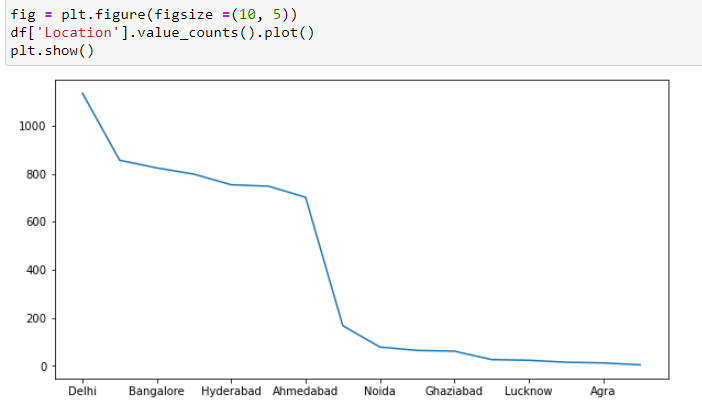 fig = plt.figure(figsize =(10, 5))
df['Location'].value_counts().plot()
plt.show()
1000
800
600
400
200
0
Delhi Bangalore Hyderabad Ahmedabad Noida Ghaziabad Lucknow Agra